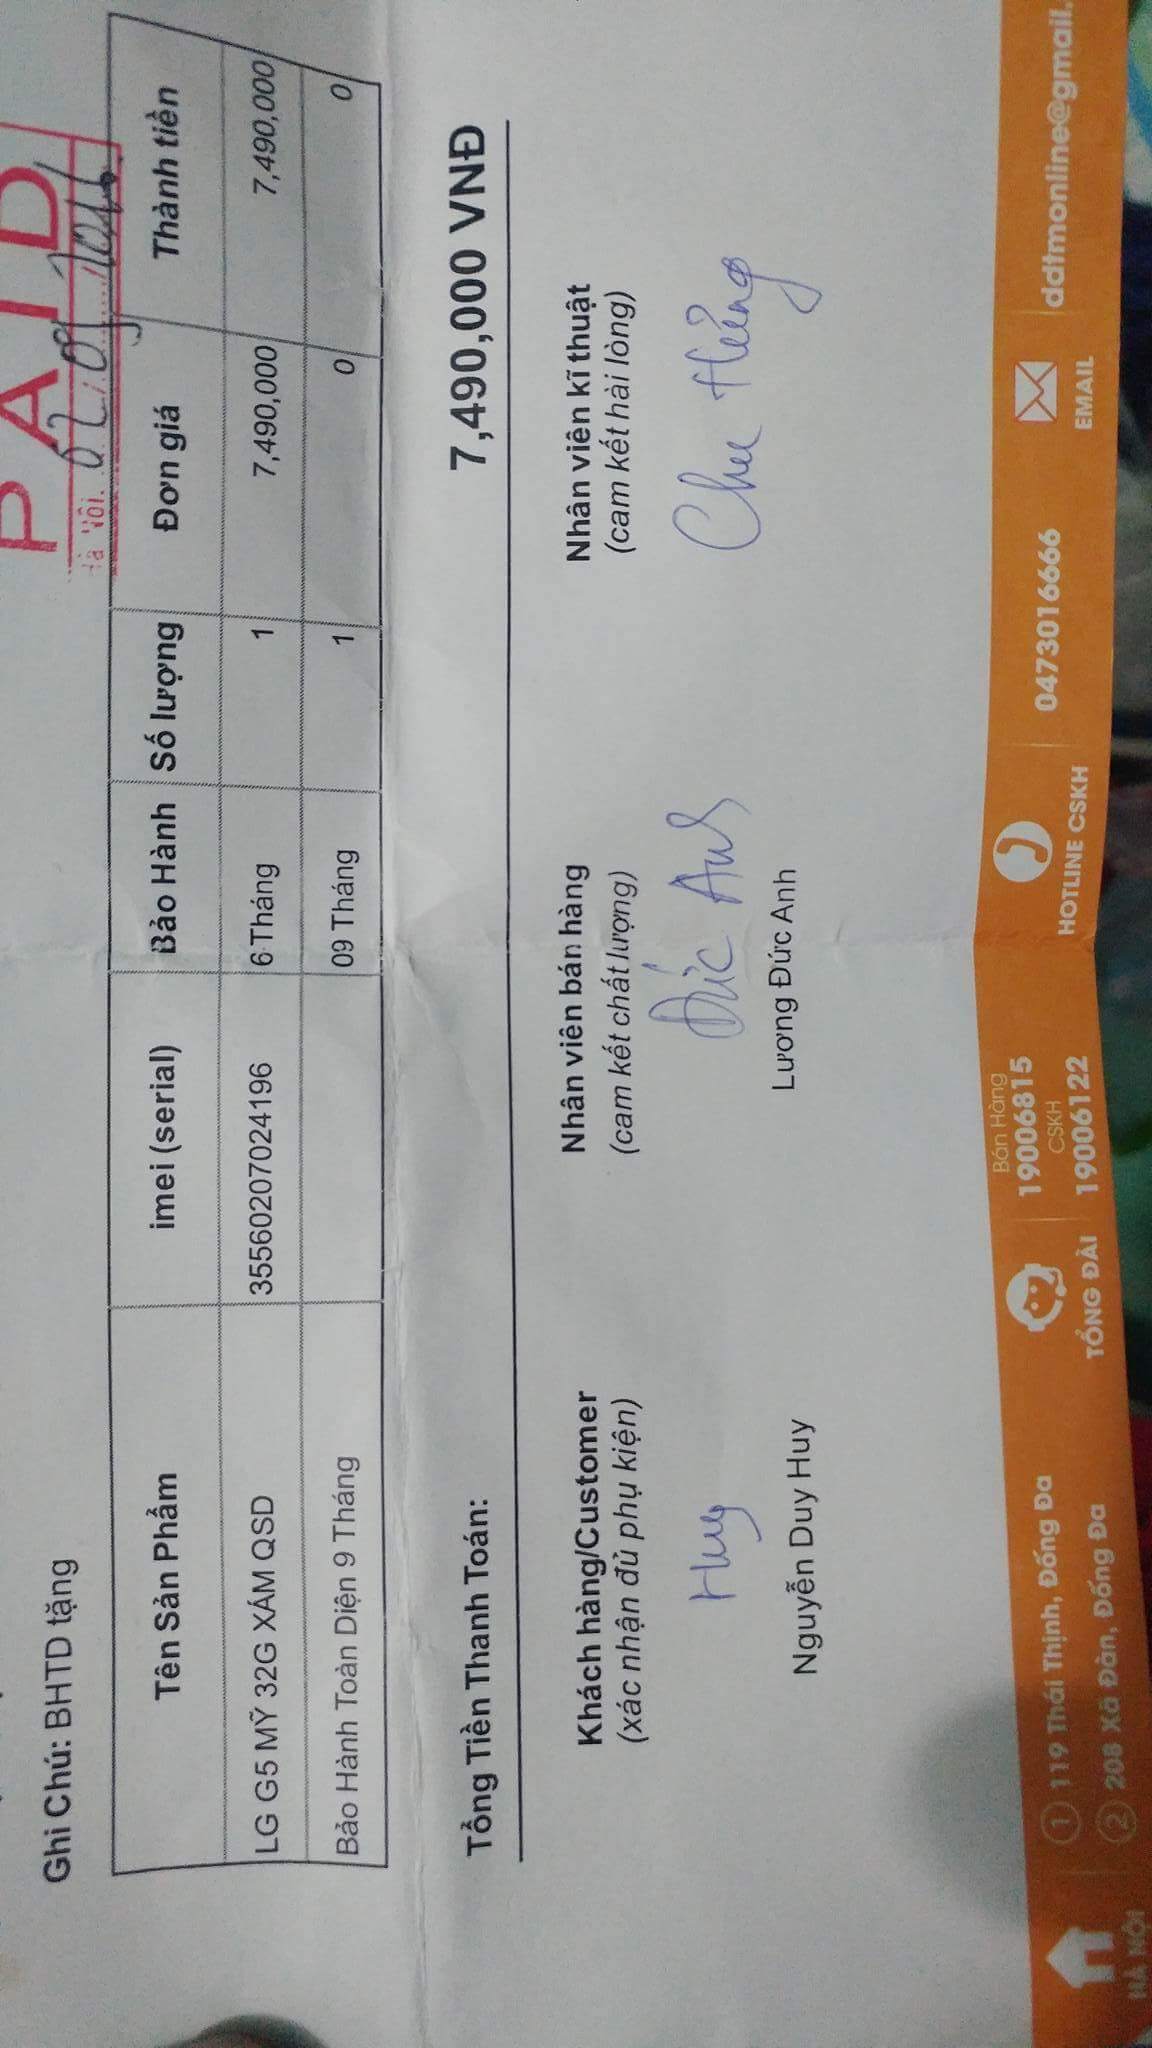 PAID
Hà Nội.
Ghi Chú: BHTD tặng
Tên Sản Phẩm imei (serial) Bảo Hành Số lượng Đơn giá Thành tiền
LG G5 MỸ 32G XÁM QSD 35560207024196 6 Tháng 1 7,490,000 7,490,000
Bảo Hành Toàn Diện 9 Tháng 09 Tháng 1 0 0
Tổng Tiền Thanh Toán: 7,490,000 VNĐ
Khách hàng/Customer Nhân viên bán hàng Nhân viên kĩ thuật
(xác nhận đủ phụ kiện) (cam kết chất lượng) (cam kết hài lòng)
Huy Đức Anh Chu
Nguyễn Duy Huy Lương Đức Anh
HÀ NỘI
1 119 Thái Thịnh, Đống Đa
2 208 Xã Đàn, Đống Đa
TỔNG ĐÀI
Bán Hàng
19006815
CSKH
19006122
HOTLINE CSKH
0473016666
EMAIL
ddtmonline@gmail.